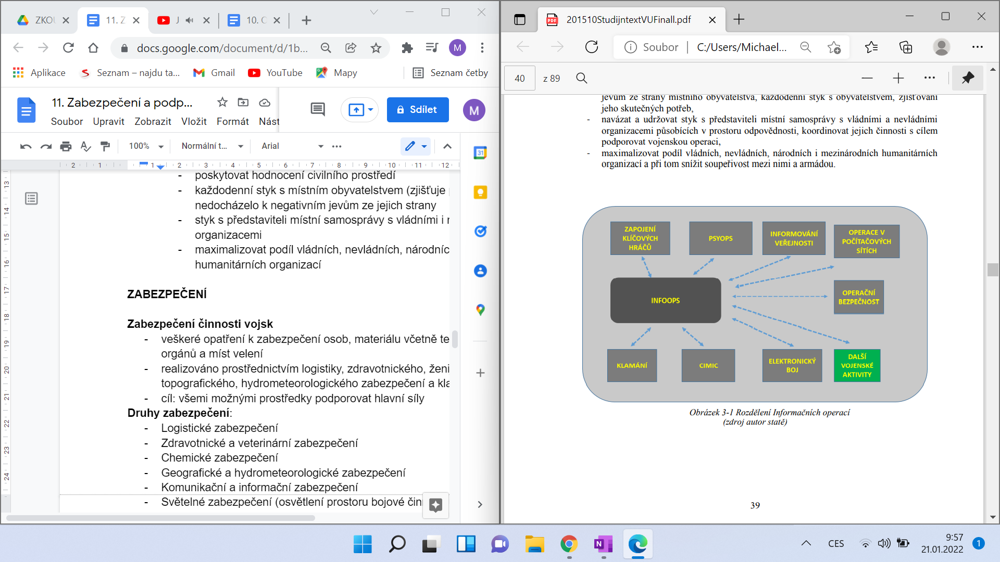 ZKOU
11. Z
J
10. C
docs.google.com/document/d/1b...
M
Aplikace
Seznam – najdu ta...
Gmail
YouTube
Mapy
Seznam četby
11. Zabezpečení a podp...
Soubor Upravit Zobrazit Vložit Formát Nást
Sdílet
M
100%
Normální t...
Arial
2 1 1 2 3 4 5 6 7 8 9 10 11 12
13
14
15
16
17
18
19
20
21
22
23
24
31
- poskytovat hodnocení civilního prostředí
- každodenní styk s místním obyvatelstvem (zjišťuje
nedocházelo k negativním jevům ze jejich strany
- styk s představiteli místní samosprávy s vládními i
organizacemi
- maximalizovat podíl vládních, nevládních, národníc
humanitárních organizací
ZABEZPEČENÍ
Zabezpečení činnosti vojsk
- veškeré opatření k zabezpečení osob, materiálu včetně te
orgánů a míst velení
- realizováno prostřednictvím logistiky, zdravotnického, ženi
topografického, hydrometeorologického zabezpečení a kla
- cíl: všemi možnými prostředky podporovat hlavní síly
Druhy zabezpečení:
- Logistické zabezpečení
- Zdravotnické a veterinární zabezpečení
- Chemické zabezpečení
- Geografické a hydrometeorologické zabezpečení
- Komunikační a informační zabezpečení
- Světelné zabezpečení (osvětlení prostoru bojové čin
PDF
201510StudijntextVUFinall.pdf
Soubor
C:/Users/Michael...
40
z 89
jevům ze strany místního obyvatelstva, každodenní styk s obyvatelstvem, zjišťování
jeho skutečných potřeb,
- navázat a udržovat styk s představiteli místní samosprávy s vládními a nevládními
organizacemi působících v prostoru odpovědnosti, koordinovat jejich činnosti s cílem
podporovat vojenskou operaci,
- maximalizovat podíl vládních, nevládních, národních i mezinárodních humanitárních
organizací a při tom snížit soupeřivost mezi nimi a armádou.
ZAPOJENÍ
KLÍČOVÝCH
HRÁČŮ
PSYOPS
INFORMOVÁNÍ
VEŘEJNOSTI
OPERACE V
POČÍTAČOVÝCH
SÍTÍCH
INFOOPS
OPERAČNÍ
BEZPEČNOST
KLAMÁNÍ
CIMIC
ELEKTRONICKÝ
BOJ
DALŠÍ
VOJENSKÉ
AKTIVITY
Obrázek 3-1 Rozdělení Informačních operací
(zdroj autor statě)
39
N
CES
9:57
21.01.2022
1